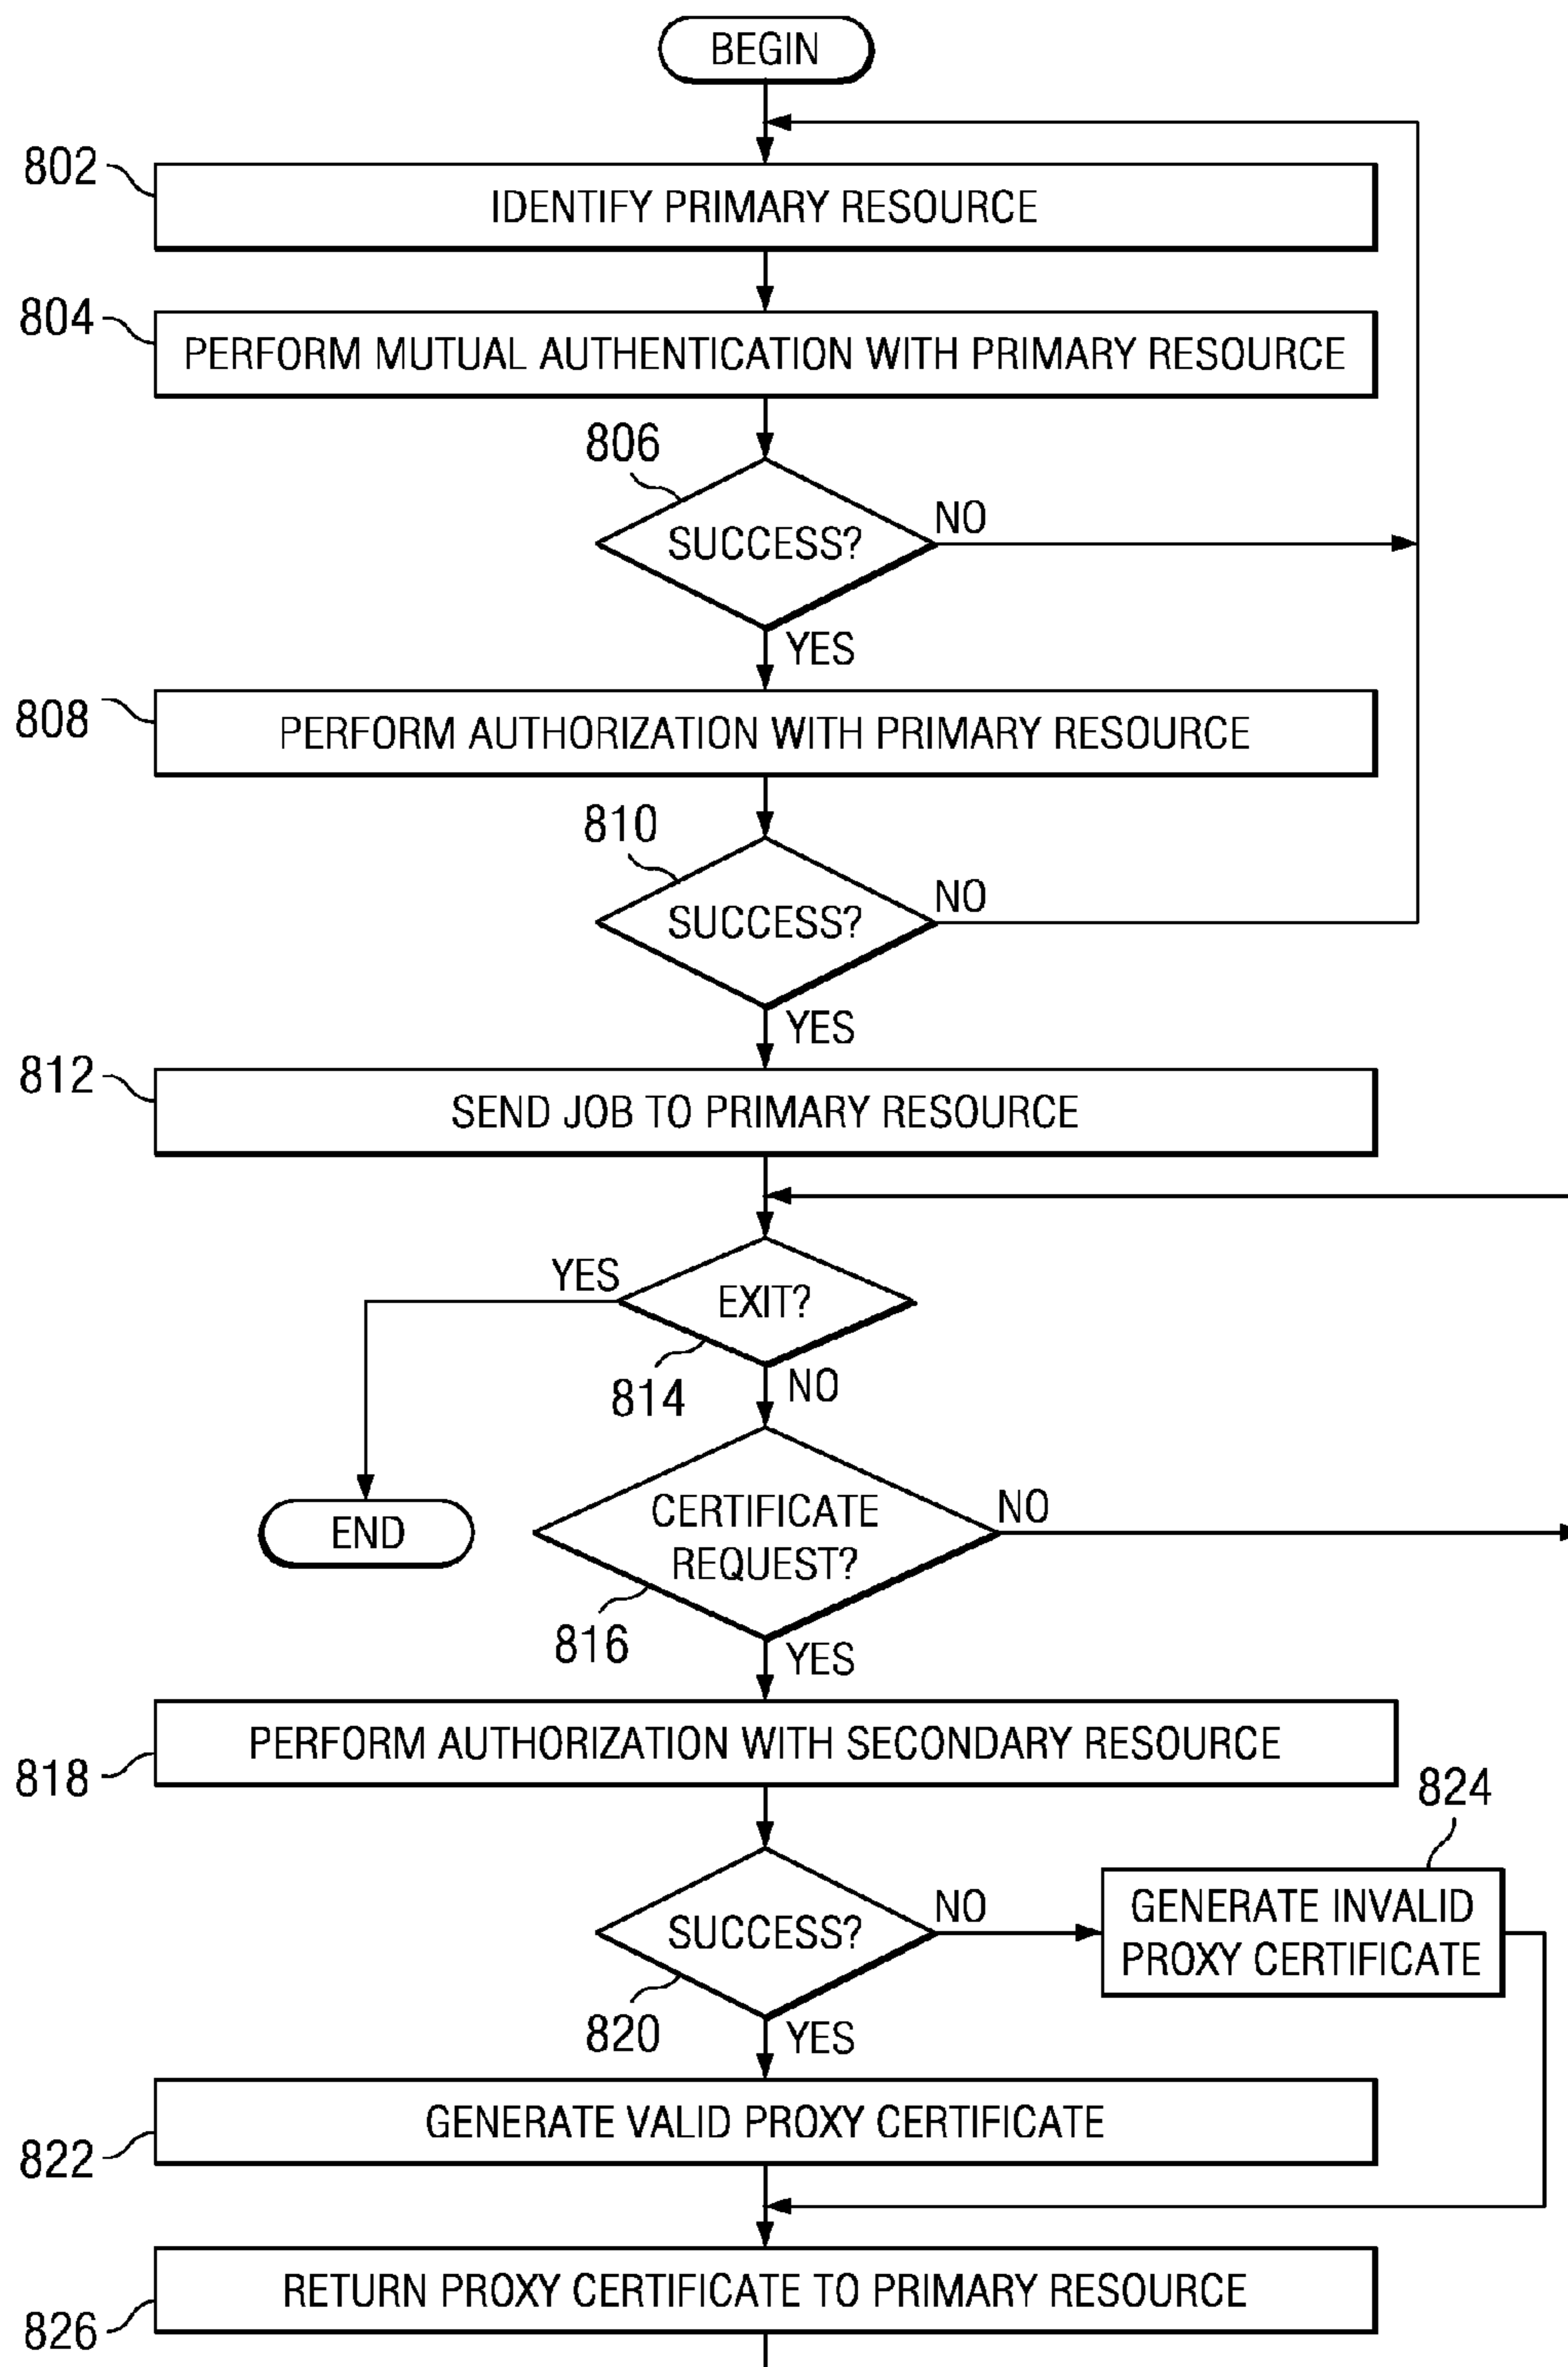 BEGIN
802
IDENTIFY PRIMARY RESOURCE
804
PERFORM MUTUAL AUTHENTICATION WITH PRIMARY RESOURCE
806
SUCCESS?
NO
YES
808
PERFORM AUTHORIZATION WITH PRIMARY RESOURCE
810
SUCCESS?
NO
YES
812
SEND JOB TO PRIMARY RESOURCE
YES
EXIT?
814
NO
END
CERTIFICATE
REQUEST?
NO
816
YES
PERFORM AUTHORIZATION WITH SECONDARY RESOURCE
818
824
SUCCESS?
NO
GENERATE INVALID
PROXY CERTIFICATE
820
YES
GENERATE VALID PROXY CERTIFICATE
822
RETURN PROXY CERTIFICATE TO PRIMARY RESOURCE
826